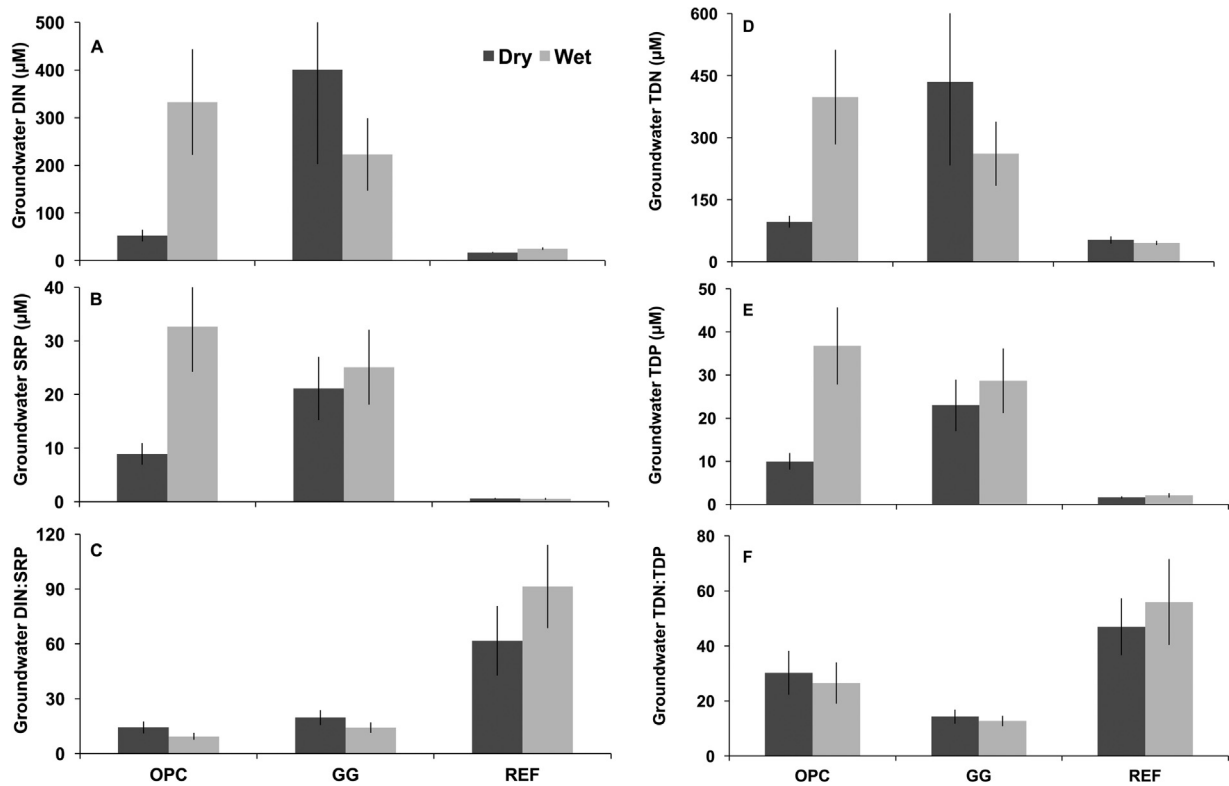 A
Groundwater DIN (µM)
500
400
300
200
100
0
Dry Wet
B
Groundwater SRP (µM)
40
30
20
10
0
C
Groundwater DIN:SRP
120
90
60
30
0
OPC GG REF
D
Groundwater TDN (µM)
600
450
300
150
0
E
Groundwater TDP (µM)
50
40
30
20
10
0
F
Groundwater TDN:TDP
80
60
40
20
0
OPC GG REF